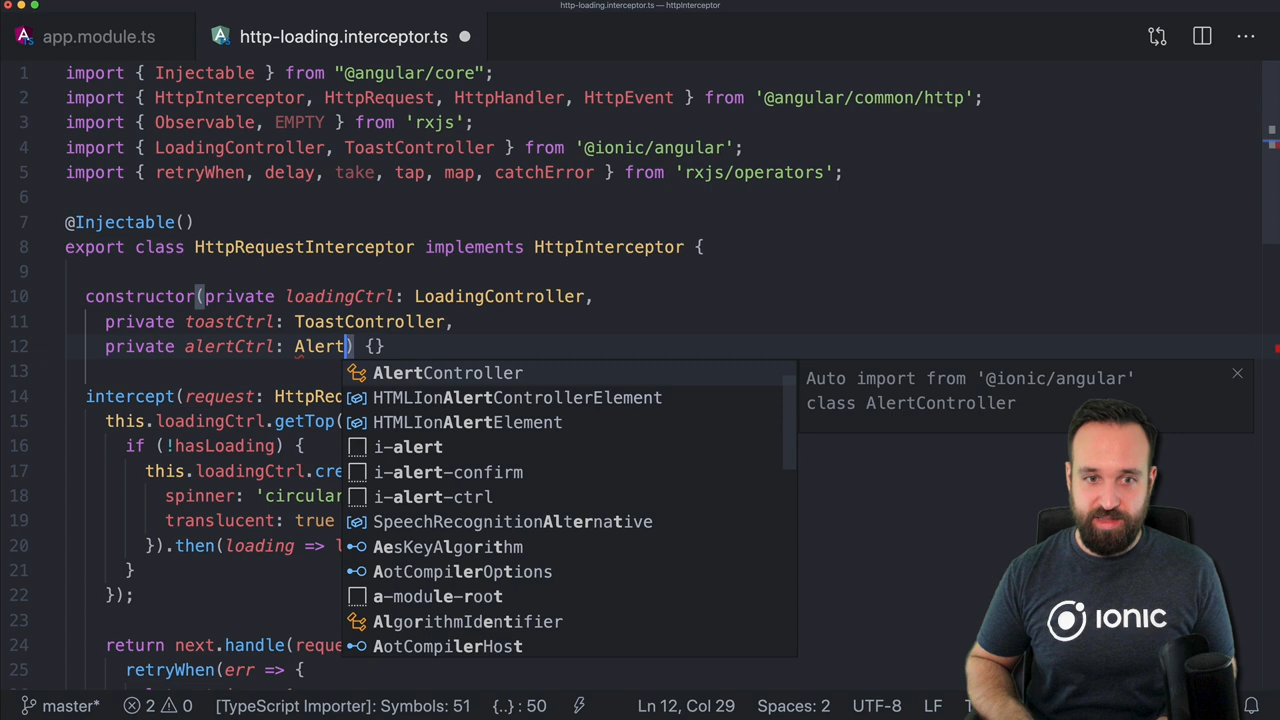 http-loading.interceptor.ts — httpInterceptor
app.module.ts
http-loading.interceptor.ts
1 import { Injectable } from "@angular/core";
2 import { HttpInterceptor, HttpRequest, HttpHandler, HttpEvent } from '@angular/common/http';
3 import { Observable, EMPTY } from 'rxjs';
4 import { LoadingController, ToastController } from '@ionic/angular';
5 import { retryWhen, delay, take, tap, map, catchError } from 'rxjs/operators';
6
7 @Injectable()
8 export class HttpRequestInterceptor implements HttpInterceptor {
9
10 constructor(private loadingCtrl: LoadingController,
11 private toastCtrl: ToastController,
12 private alertCtrl: Alert) {}
13
14 intercept(request: HttpReq
15 this.loadingCtrl.getTop(
16 if (!hasLoading) {
17 this.loadingCtrl.cre
18 spinner: 'circular
19 translucent: true
20 }).then(loading => l
21 }
22 });
23
24 return next.handle(reque
25 retryWhen(err => {
AlertController
HTMLIonAlertControllerElement
HTMLIonAlertElement
i-alert
i-alert-confirm
i-alert-ctrl
SpeechRecognitionAlternative
AesKeyAlgorithm
AotCompilerOptions
a-module-root
AlgorithmIdentifier
AotCompilerHost
Auto import from '@ionic/angular'
class AlertController
IONIC
master* 2 0 [TypeScript Importer]: Symbols: 51 {..} : 50 Ln 12, Col 29 Spaces: 2 UTF-8 LF